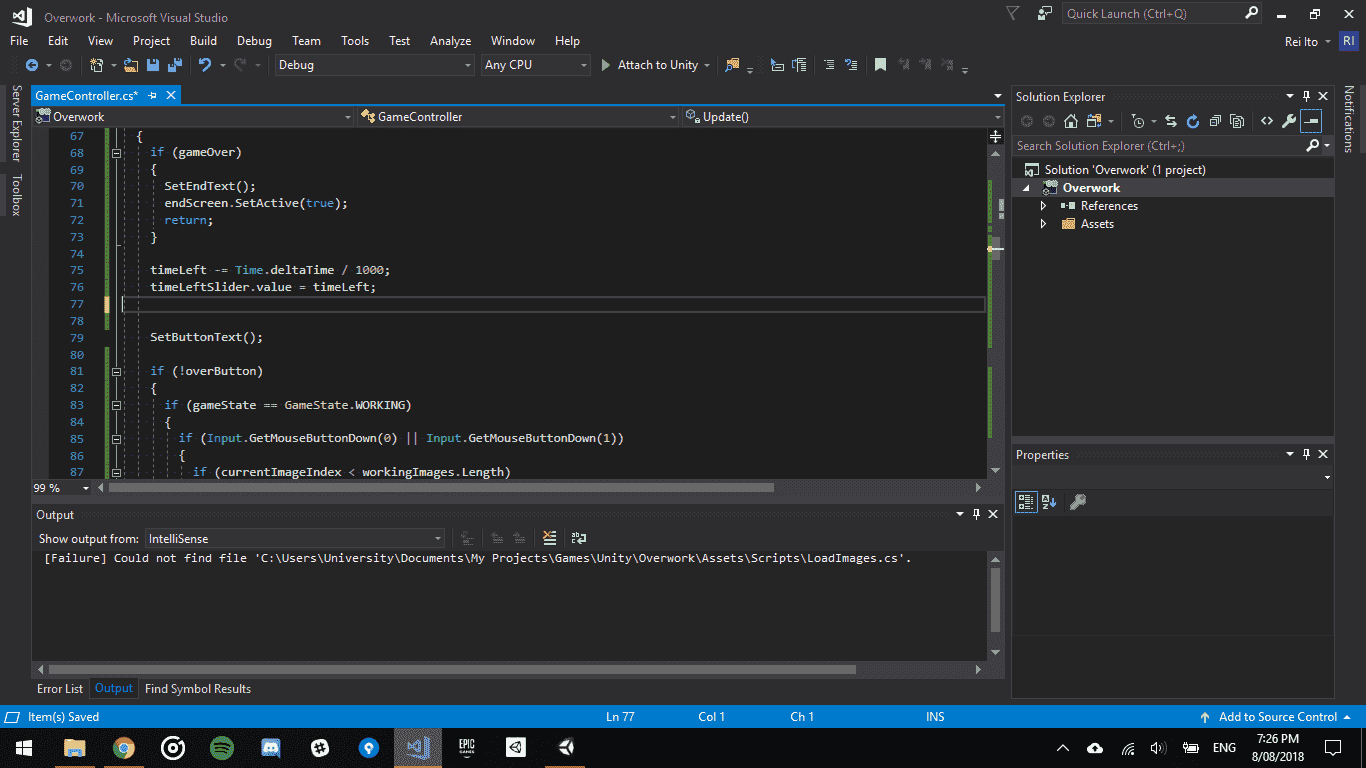 Overwork - Microsoft Visual Studio
Quick Launch (Ctrl+Q)
File Edit View Project Build Debug Team Tools Test Analyze Window Help
Rei Ito RI
Debug Any CPU Attach to Unity
Server Explorer
Toolbox
GameController.cs*
Overwork GameController Update()
67 {
68 if (gameOver)
69 {
70 SetEndText();
71 endScreen.SetActive(true);
72 return;
73 }
74
75 timeLeft -= Time.deltaTime / 1000;
76 timeLeftSlider.value = timeLeft;
77
78
79 SetButtonText();
80
81 if (!overButton)
82 {
83 if (gameState == GameState.WORKING)
84 {
85 if (Input.GetMouseButtonDown(0) || Input.GetMouseButtonDown(1))
86 {
87 if (currentImageIndex < workingImages.Length)
99 %
Output
Show output from: IntelliSense
[Failure] Could not find file 'C:\Users\University\Documents\My Projects\Games\Unity\Overwork\Assets\Scripts\LoadImages.cs'.
Error List Output Find Symbol Results
Solution Explorer
Search Solution Explorer (Ctrl+;)
Solution 'Overwork' (1 project)
Overwork
References
Assets
Properties
Notifications
Item(s) Saved Ln 77 Col 1 Ch 1 INS Add to Source Control
EPIC
GAMES
ENG
7:26 PM
8/08/2018